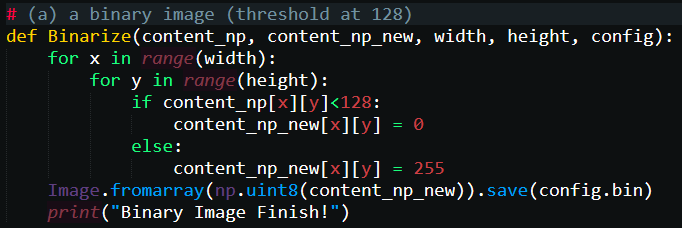 # (a) a binary image (threshold at 128)
def Binarize(content_np, content_np_new, width, height, config):
    for x in range(width):
        for y in range(height):
            if content_np[x][y]<128:
                content_np_new[x][y] = 0
            else:
                content_np_new[x][y] = 255
    Image.fromarray(np.uint8(content_np_new)).save(config.bin)
    print("Binary Image Finish!")